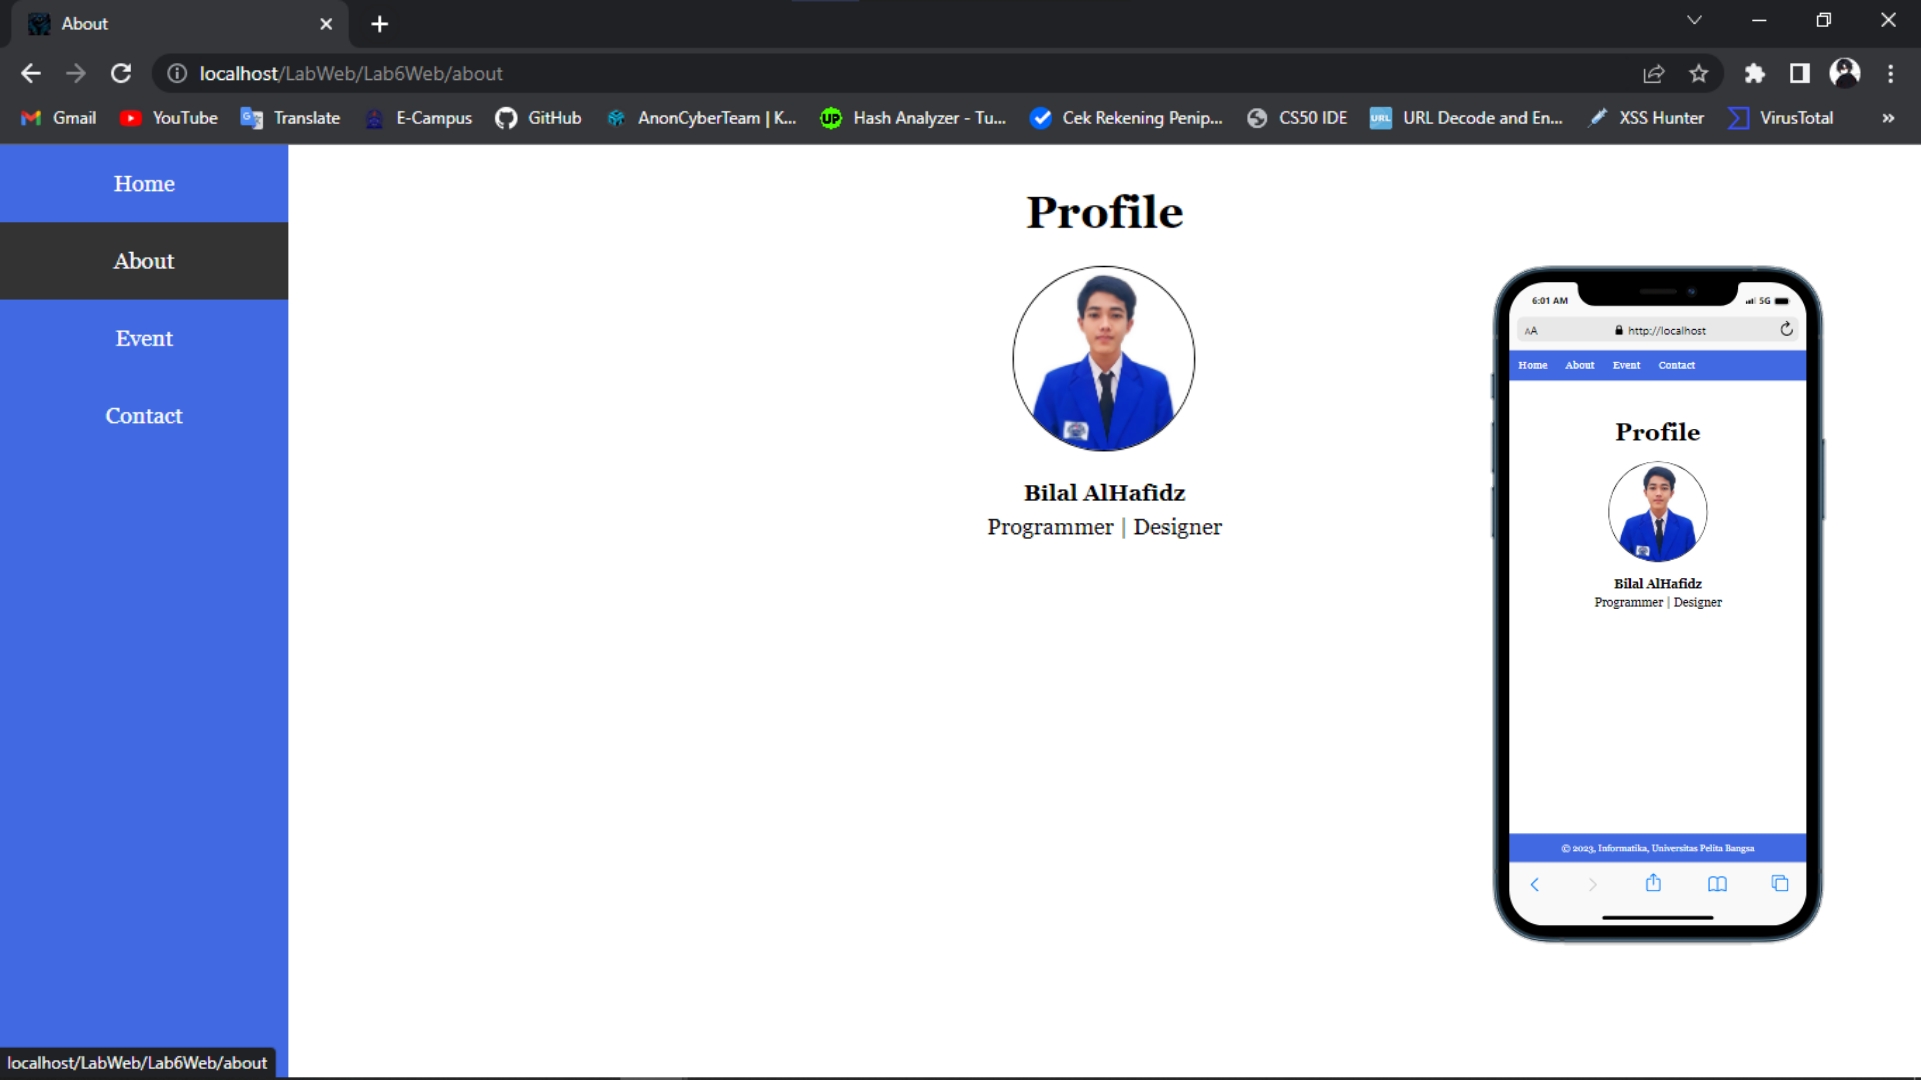 About
localhost/LabWeb/Lab6Web/about
Gmail YouTube Translate E-Campus GitHub AnonCyberTeam | K... Hash Analyzer - Tu... Cek Rekening Penip... CS50 IDE URL Decode and En... XSS Hunter VirusTotal »
Home
About
Event
Contact
Profile
Bilal AlHafidz
Programmer | Designer
6:01 AM 5G
AA http://localhost
Home About Event Contact
Profile
Bilal AlHafidz
Programmer | Designer
© 2023, Informatika, Universitas Pelita Bangsa
localhost/LabWeb/Lab6Web/about